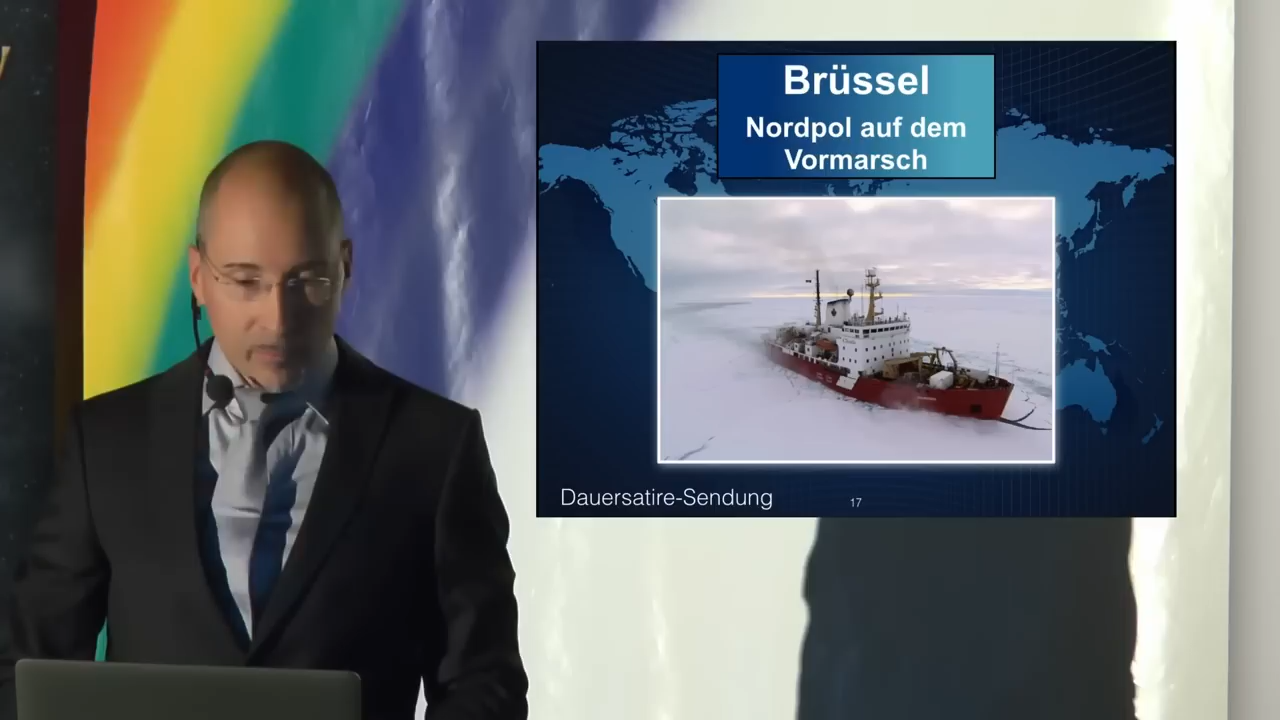 Brüssel
Nordpol auf dem
Vormarsch
Dauersatire-Sendung
17